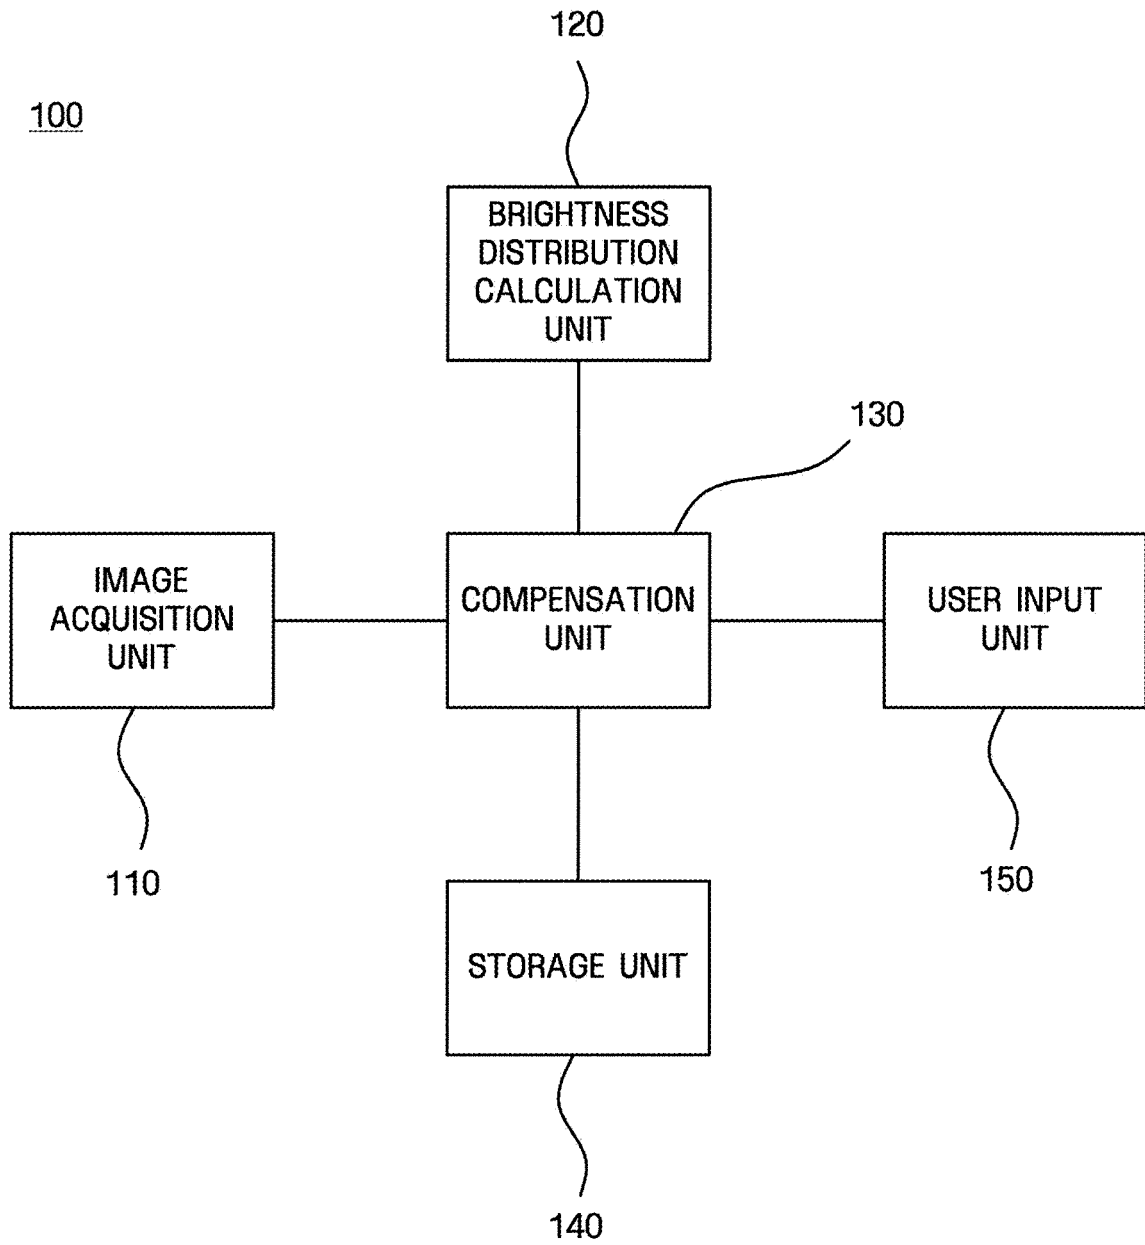 120
100
BRIGHTNESS
DISTRIBUTION
CALCULATION
UNIT
130
IMAGE
ACQUISITION
UNIT
COMPENSATION
UNIT
USER INPUT
UNIT
110
150
STORAGE UNIT
140